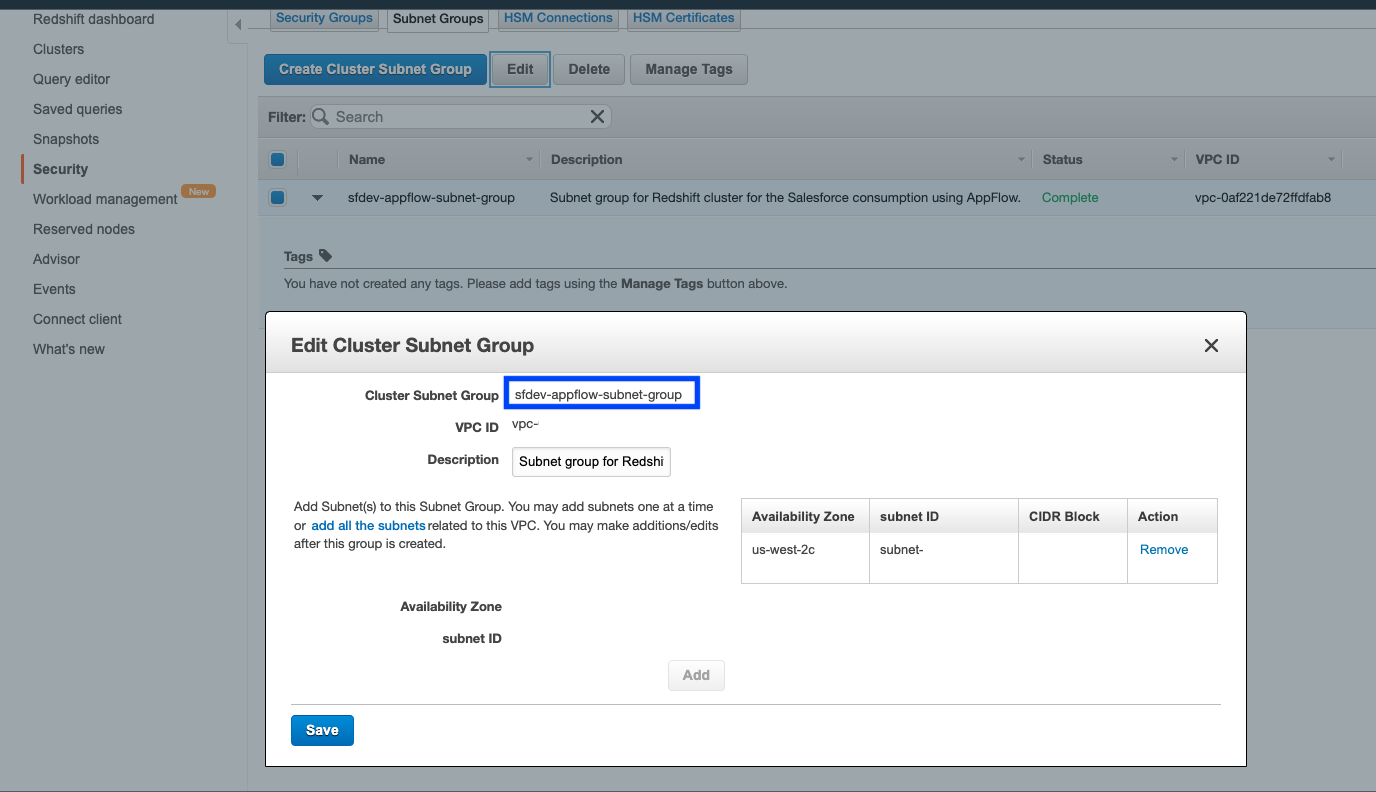 Redshift dashboard
Clusters
Query editor
Saved queries
Snapshots
Security
Workload management New
Reserved nodes
Advisor
Events
Connect client
What's new
Security Groups Subnet Groups HSM Connections HSM Certificates
Create Cluster Subnet Group Edit Delete Manage Tags
Filter: Search
Name Description Status VPC ID
sfdev-appflow-subnet-group Subnet group for Redshift cluster for the Salesforce consumption using AppFlow. Complete vpc-0af221de72ffdfab8
Tags
You have not created any tags. Please add tags using the Manage Tags button above.
Edit Cluster Subnet Group
Cluster Subnet Group sfdev-appflow-subnet-group
VPC ID vpc-
Description Subnet group for Redshi
Add Subnet(s) to this Subnet Group. You may add subnets one at a time
or add all the subnets related to this VPC. You may make additions/edits
after this group is created.
Availability Zone subnet ID CIDR Block Action
us-west-2c subnet- Remove
Availability Zone
subnet ID
Add
Save